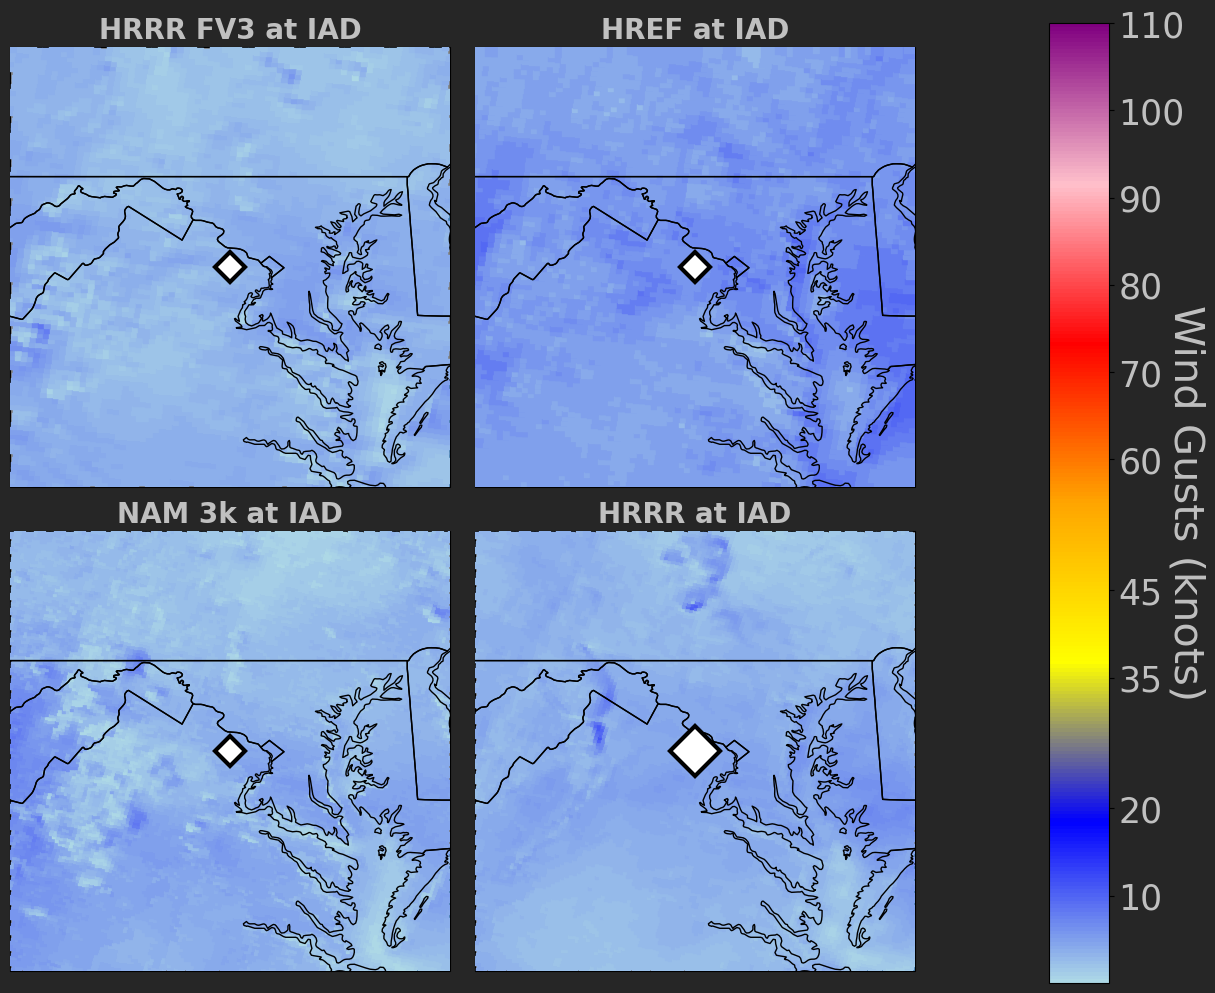 HRRR FV3 at IAD
HREF at IAD
NAM 3k at IAD
HRRR at IAD
110
100
90
80
70
60
45
35
20
10
Wind Gusts (knots)